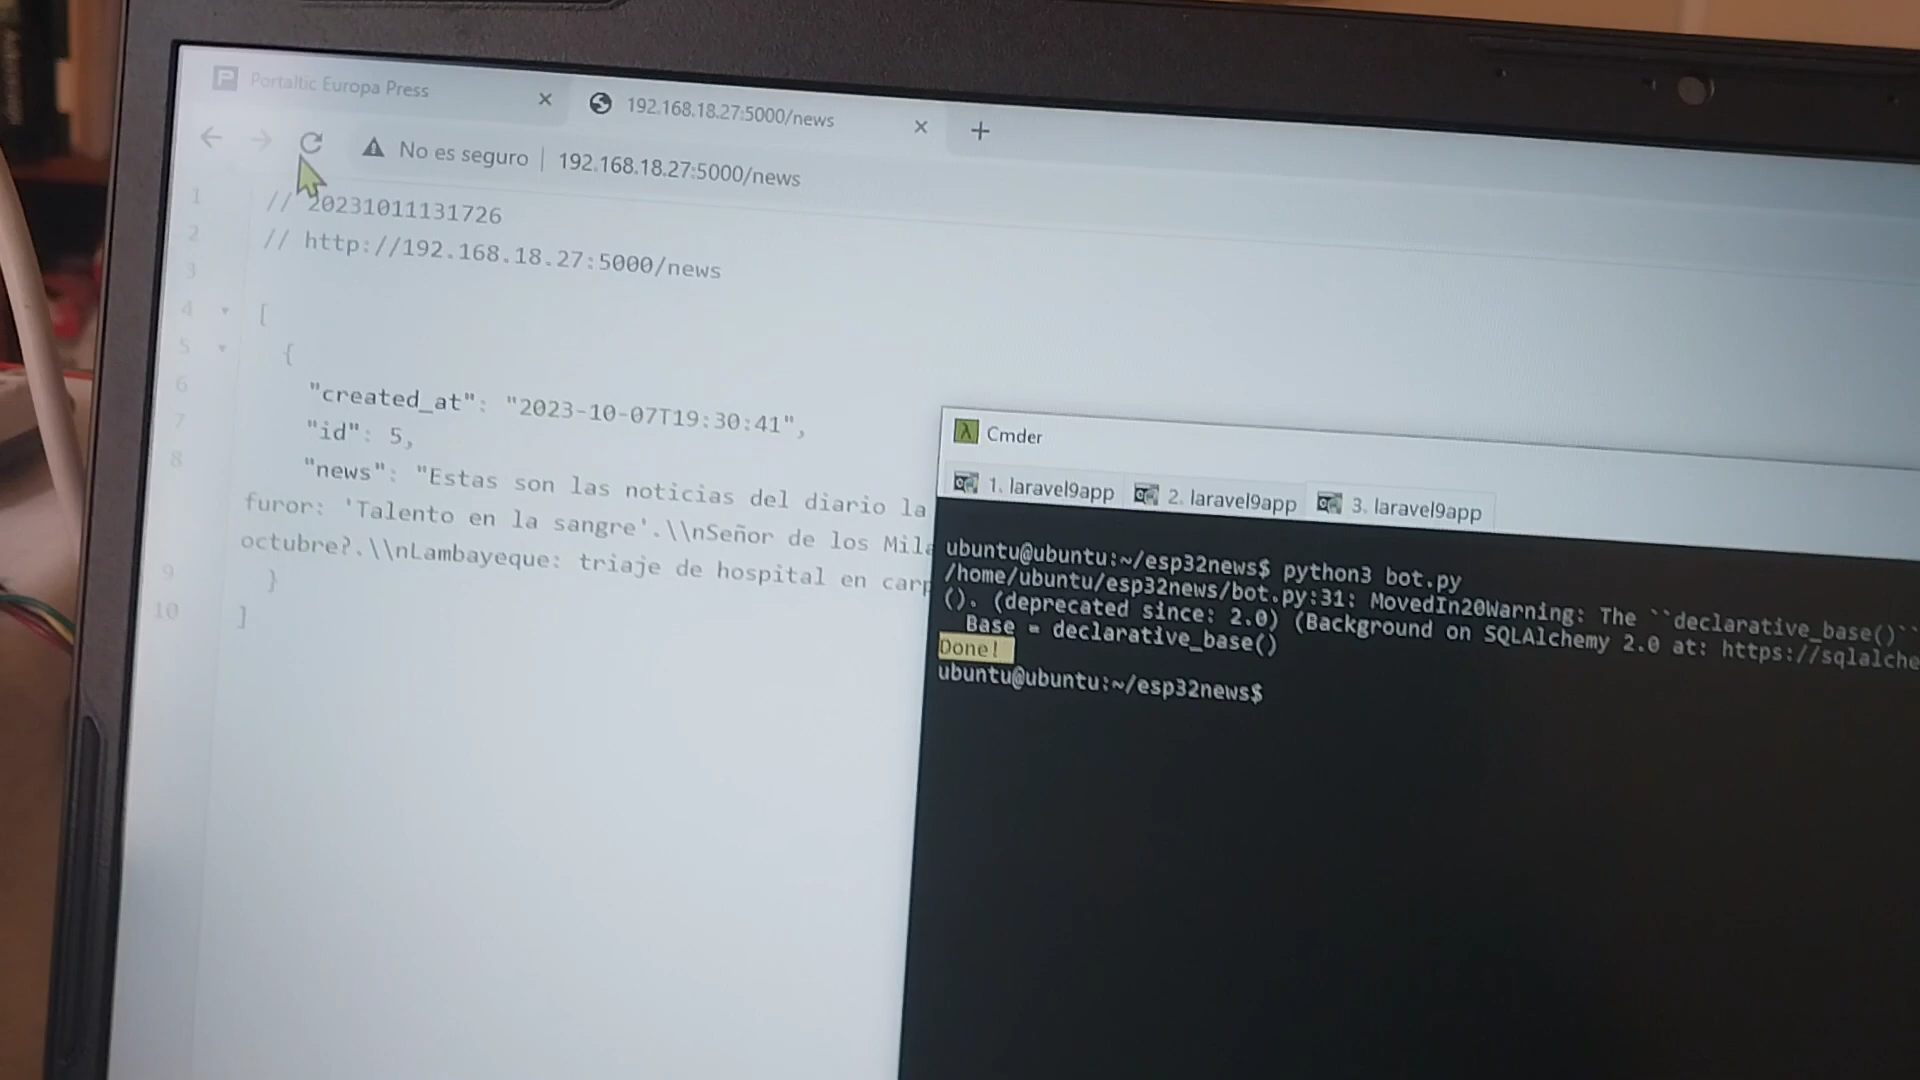 Portaltic Europa Press
192.168.18.27:5000/news
No es seguro | 192.168.18.27:5000/news
1 // 20231011131726
2 // http://192.168.18.27:5000/news
3
4 [
5 {
6 "created_at": "2023-10-07T19:30:41",
7 "id": 5,
8 "news": "Estas son las noticias del diario la
furor: 'Talento en la sangre'.\\nSeñor de los Mila
octubre?.\\nLambayeque: triaje de hospital en carp
9 }
10 ]
Cmder
1. laravel9app
2. laravel9app
3. laravel9app
ubuntu@ubuntu:~/esp32news$ python3 bot.py
/home/ubuntu/esp32news/bot.py:31: MovedIn20Warning: The ``declarative_base()``
(). (deprecated since: 2.0) (Background on SQLAlchemy 2.0 at: https://sqlalche
Base = declarative_base()
Done!
ubuntu@ubuntu:~/esp32news$